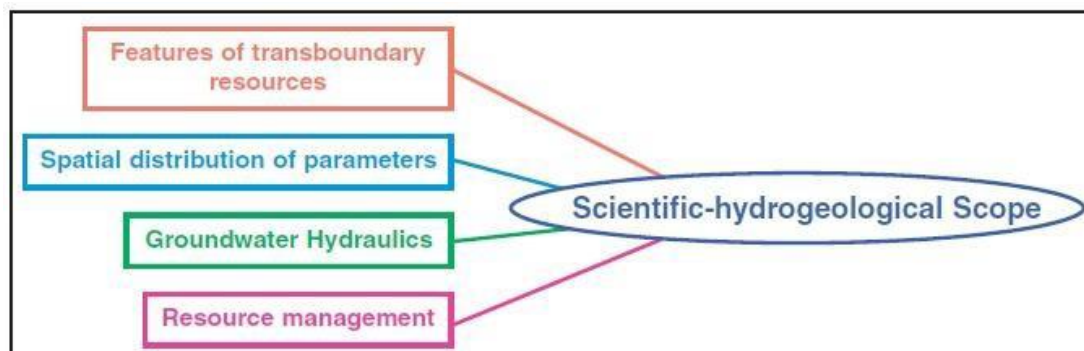 Features of transboundary
resources
Spatial distribution of parameters
Scientific-hydrogeological Scope
Groundwater Hydraulics
Resource management